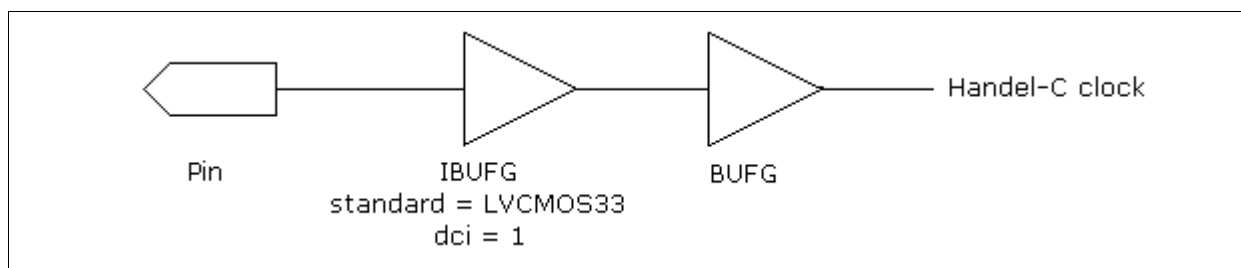 Handel-C clock
Pin
IBUFG
BUFG
standard = LVCMOS33
dci = 1